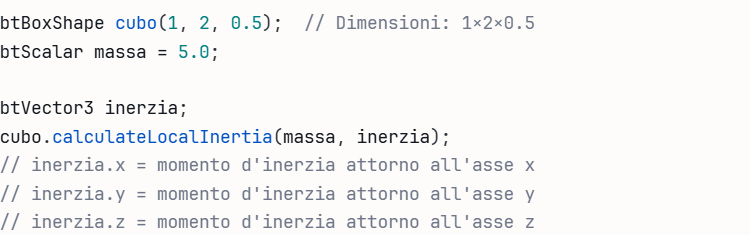 btBoxShape cubo(1, 2, 0.5);  // Dimensioni: 1×2×0.5
btScalar massa = 5.0;
btVector3 inerzia;
cubo.calculateLocalInertia(massa, inerzia);
// inerzia.x = momento d'inerzia attorno all'asse x
// inerzia.y = momento d'inerzia attorno all'asse y
// inerzia.z = momento d'inerzia attorno all'asse z